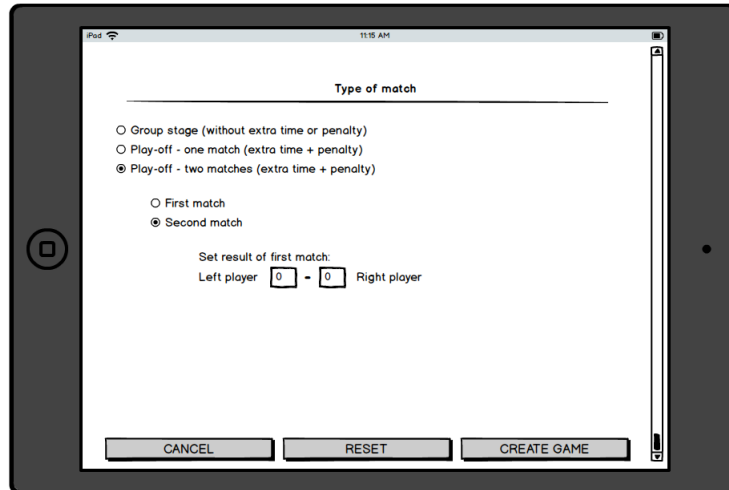 iPod 11:15 AM
Type of match
Group stage (without extra time or penalty)
Play-off - one match (extra time + penalty)
Play-off - two matches (extra time + penalty)
First match
Second match
Set result of first match:
Left player 0 - 0 Right player
CANCEL RESET CREATE GAME